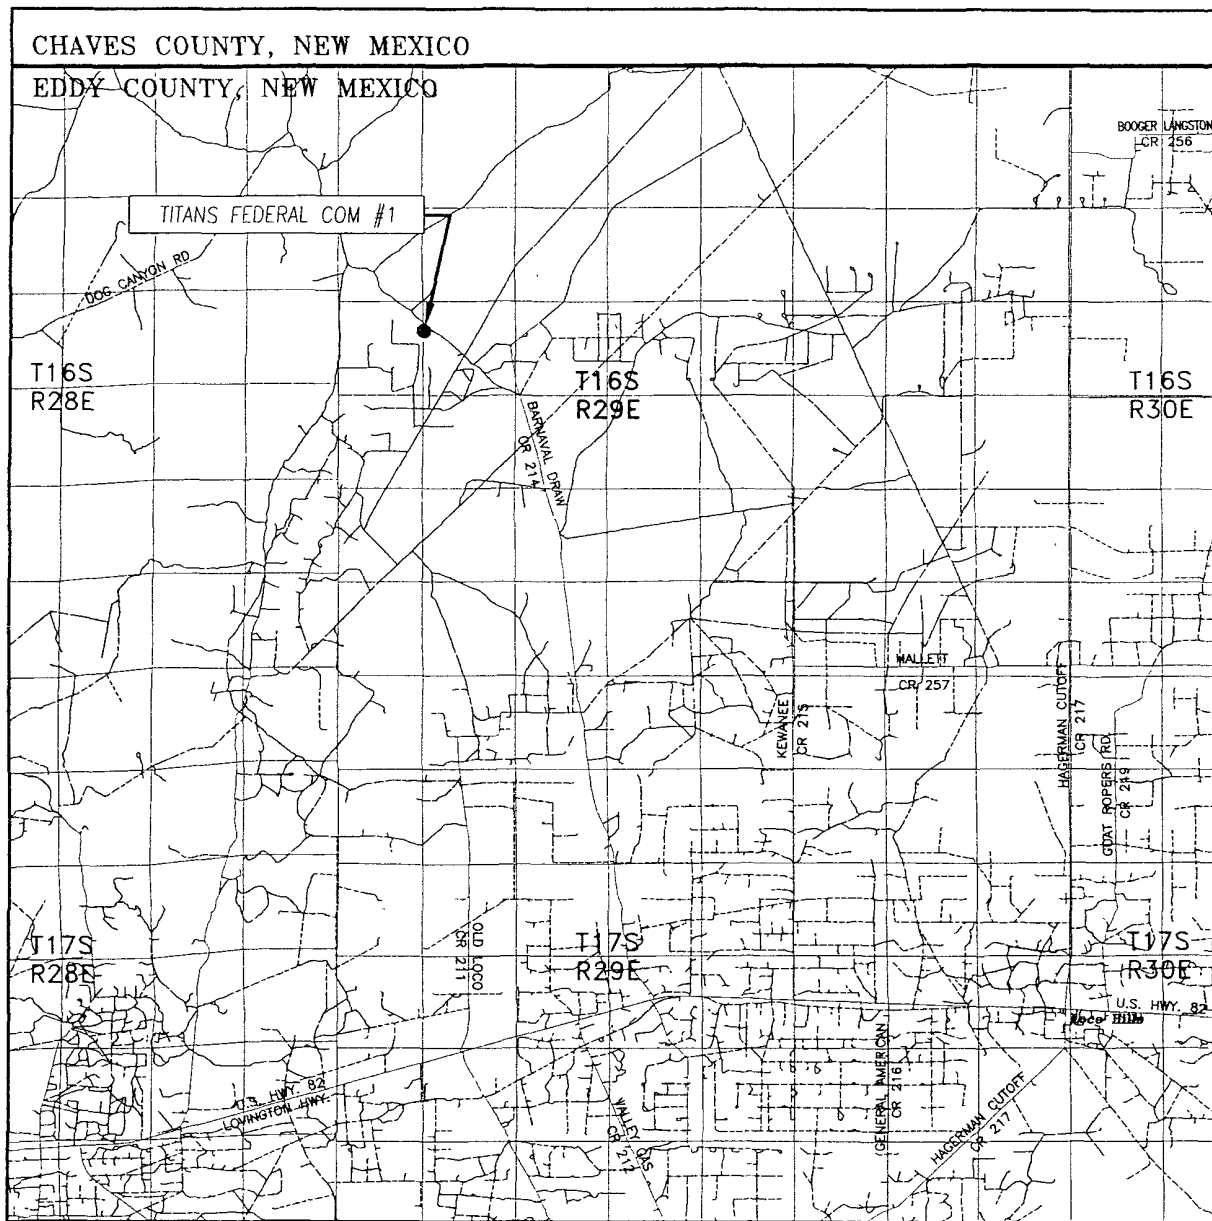 CHAVES COUNTY, NEW MEXICO
EDDY COUNTY, NEW MEXICO
BOOGER LANGSTON
CR 256
TITANS FEDERAL COM #1
DOG CANYON RD
T16S
R28E
T16S
R29E
T16S
R30E
BARNAVAL DRAW
CR 214
MALLETT
CR 257
KEWANEE
CR 215
HAGERMAN CUTOFF
CR 217
GOAT ROPERS RD.
CR 249
OLD LOCO
CR 211
T17S
R28E
T17S
R29E
T17S
R30E
U.S. HWY. 82
Loco Hills
U.S. HWY. 82
LOVINGTON HWY.
VALLEY GAS
CR 212
GENERAL AMERICAN
CR 216
HAGERMAN CUTOFF
CR 217